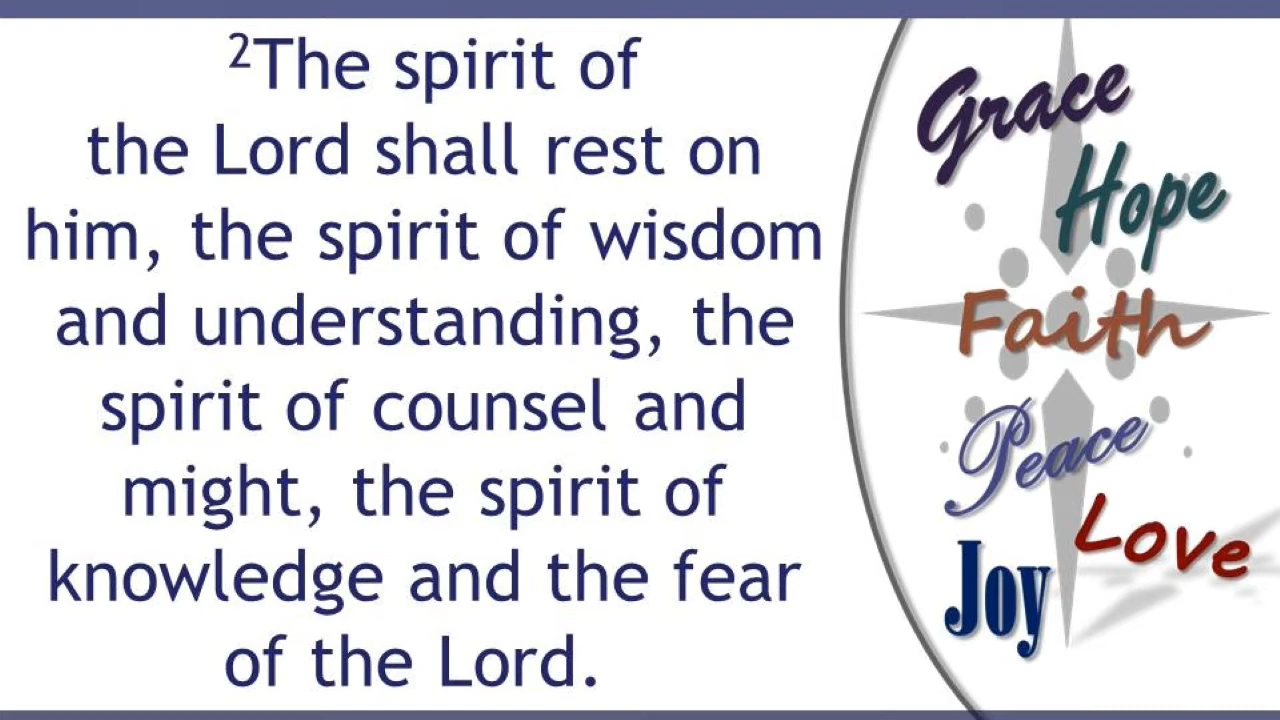 ²The spirit of
the Lord shall rest on
him, the spirit of wisdom
and understanding, the
spirit of counsel and
might, the spirit of
knowledge and the fear
of the Lord.
Grace
Hope
Faith
Peace
Love
Joy